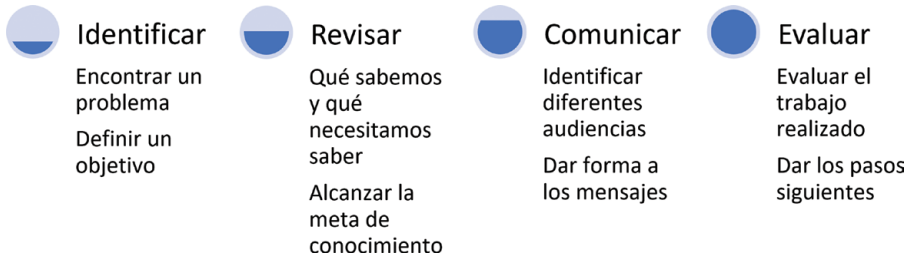 Identificar
Encontrar un
problema
Definir un
objetivo
Revisar
Qué sabemos
y qué
necesitamos
saber
Alcanzar la
meta de
conocimiento
Comunicar
Identificar
diferentes
audiencias
Dar forma a
los mensajes
Evaluar
Evaluar el
trabajo
realizado
Dar los pasos
siguientes